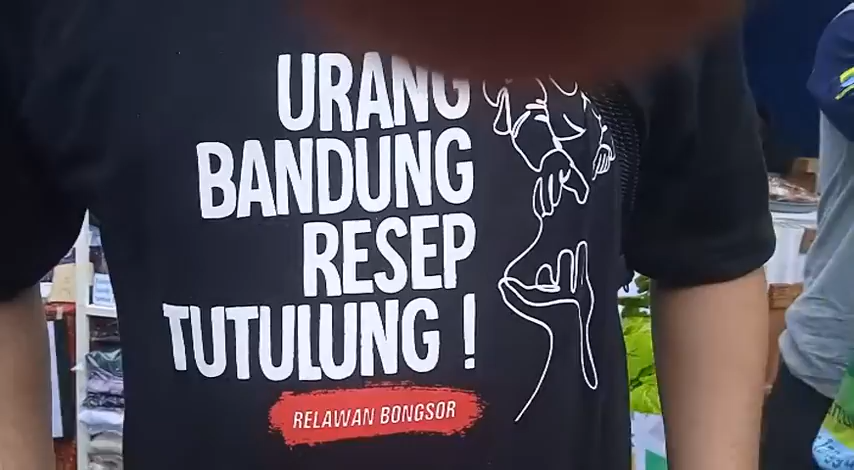 URANG
BANDUNG
RESEP
TUTULUNG !
RELAWAN BONGSOR